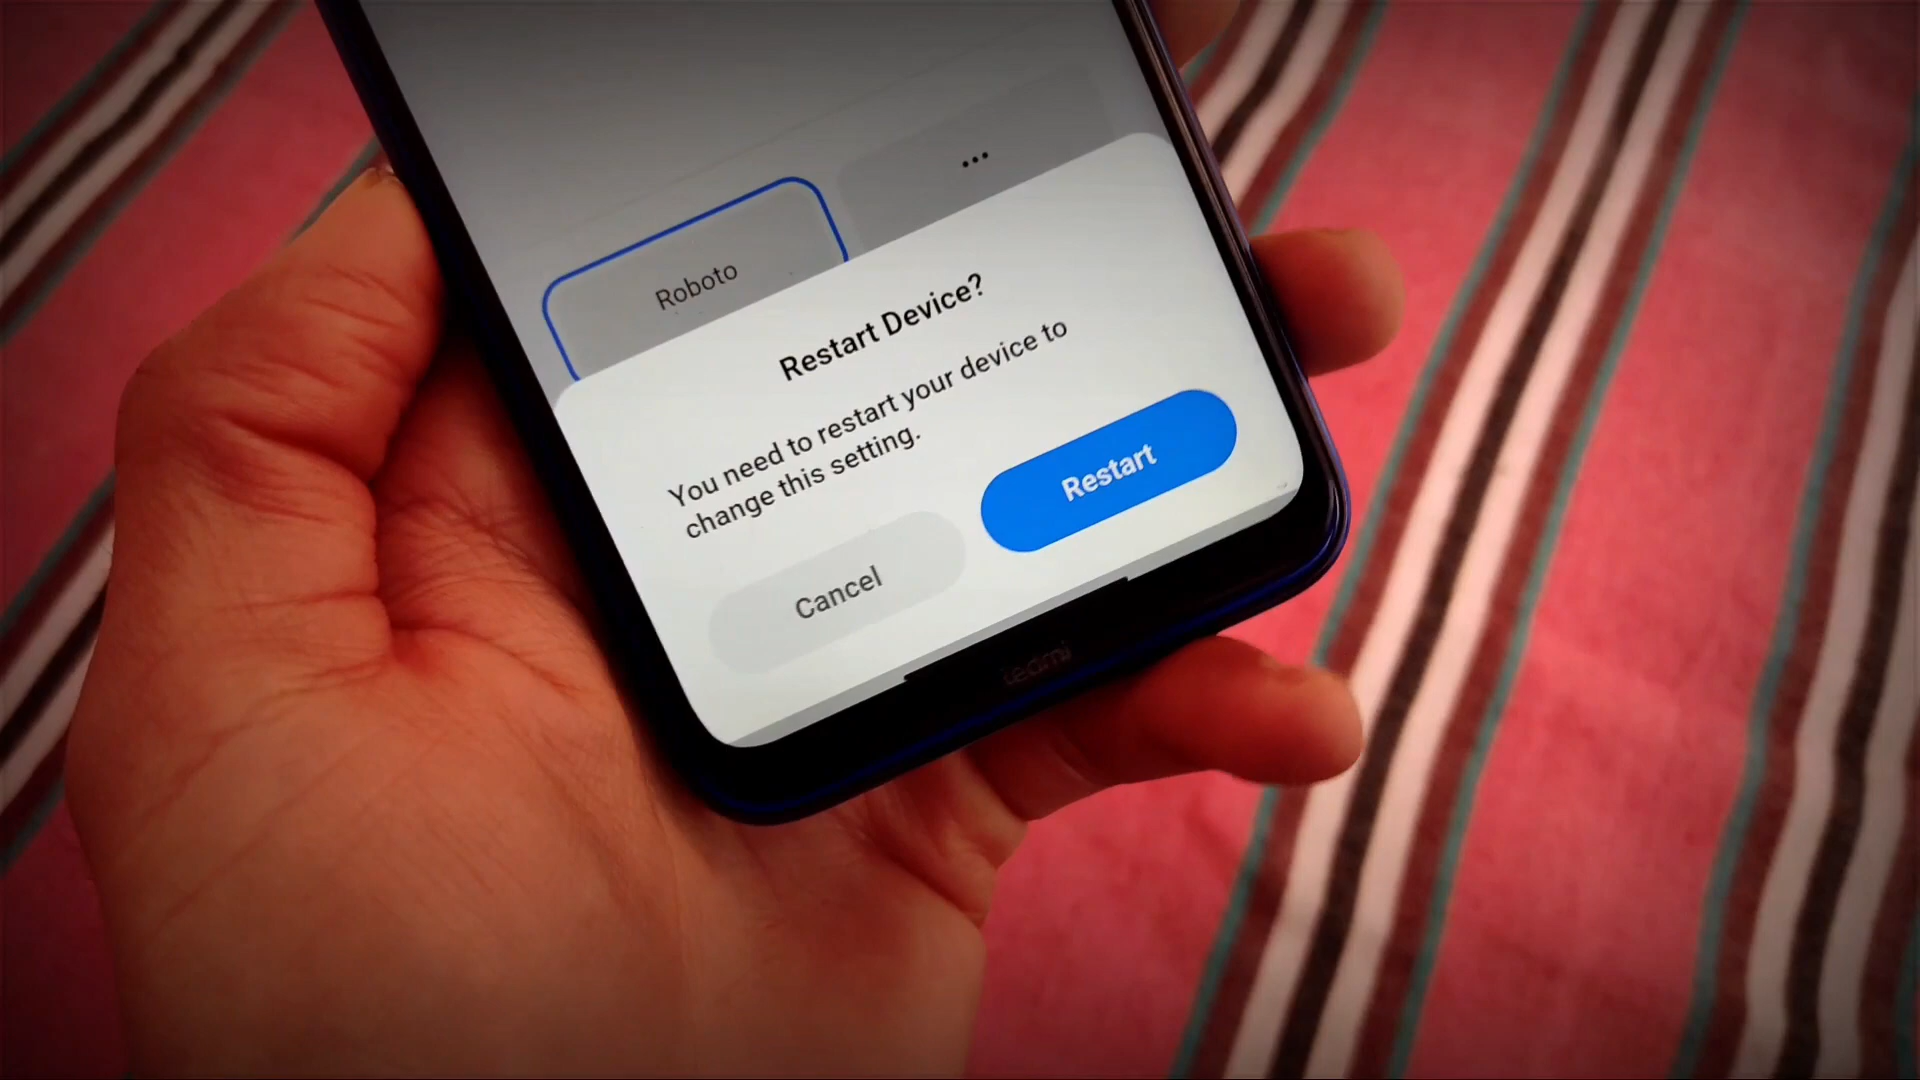 ...
Roboto
Restart Device?
You need to restart your device to
change this setting.
Cancel
Restart